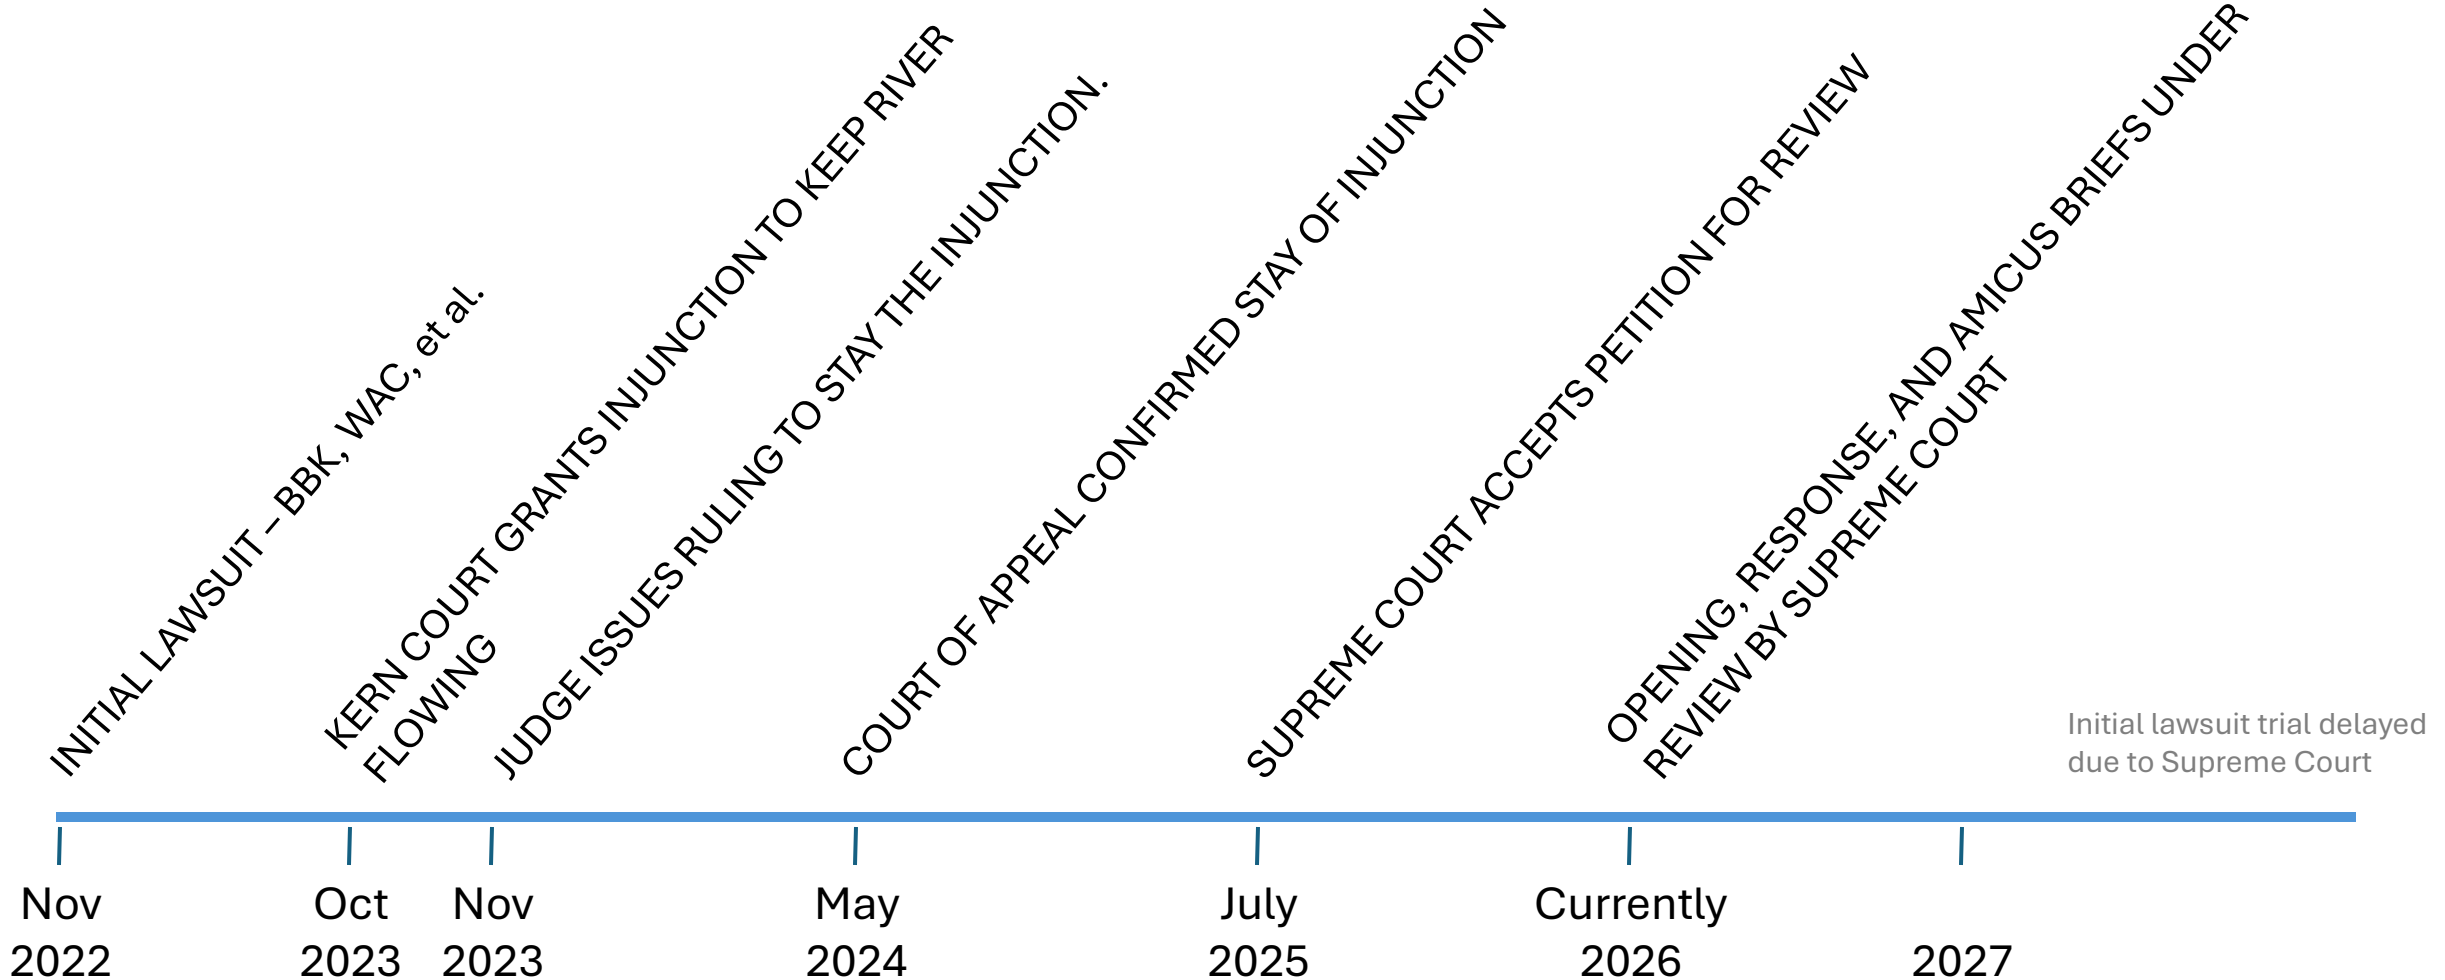 INITIAL LAWSUIT – BBK, WAC, et al.
KERN COURT GRANTS INJUNCTION TO KEEP RIVER
FLOWING
JUDGE ISSUES RULING TO STAY THE INJUNCTION.
COURT OF APPEAL CONFIRMED STAY OF INJUNCTION
SUPREME COURT ACCEPTS PETITION FOR REVIEW
OPENING, RESPONSE, AND AMICUS BRIEFS UNDER
REVIEW BY SUPREME COURT
Initial lawsuit trial delayed
due to Supreme Court
Nov
2022
Oct
2023
Nov
2023
May
2024
July
2025
Currently
2026
2027